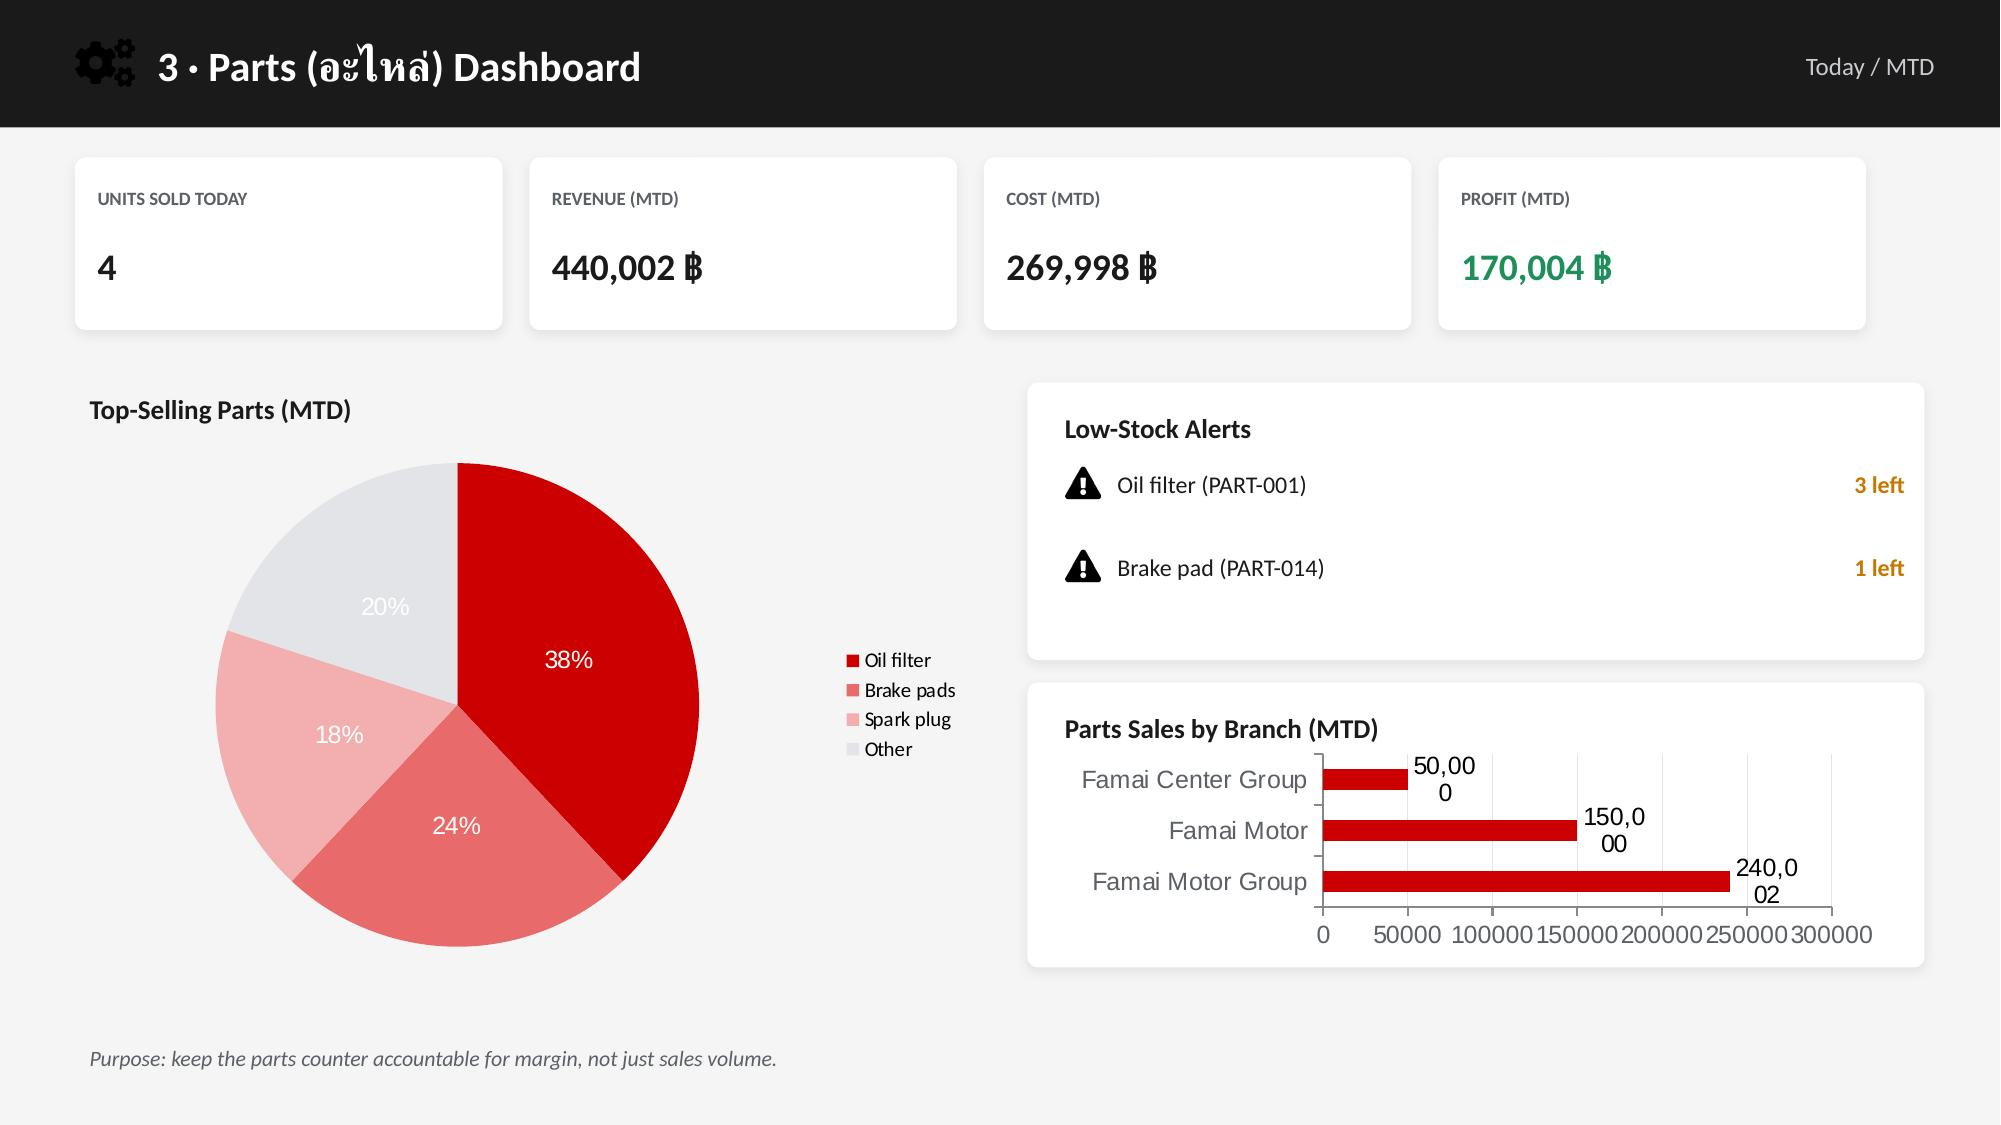 3 · Parts (อะไหล่) Dashboard
Today / MTD
UNITS SOLD TODAY
4
REVENUE (MTD)
440,002 ฿
COST (MTD)
269,998 ฿
PROFIT (MTD)
170,004 ฿
Top-Selling Parts (MTD)
38%
24%
18%
20%
Oil filter
Brake pads
Spark plug
Other
Low-Stock Alerts
Oil filter (PART-001)
3 left
Brake pad (PART-014)
1 left
Parts Sales by Branch (MTD)
Famai Center Group
50,00
0
Famai Motor
150,0
00
Famai Motor Group
240,0
02
0 50000 100000 150000 200000 250000 300000
Purpose: keep the parts counter accountable for margin, not just sales volume.